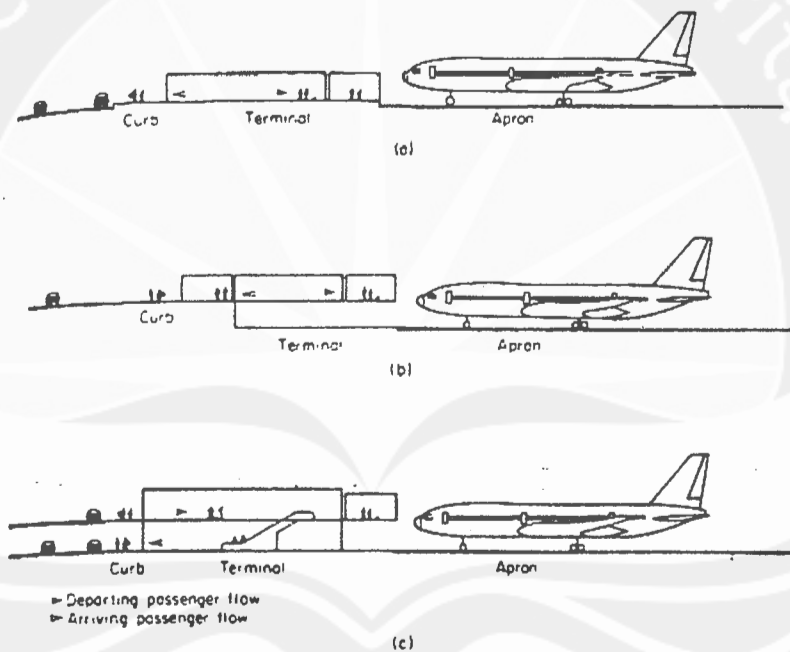 Curb Terminal Apron
(a)
Curb
Terminal Apron
(b)
Curb Terminal Apron
Departing passenger flow
Arriving passenger flow
(c)